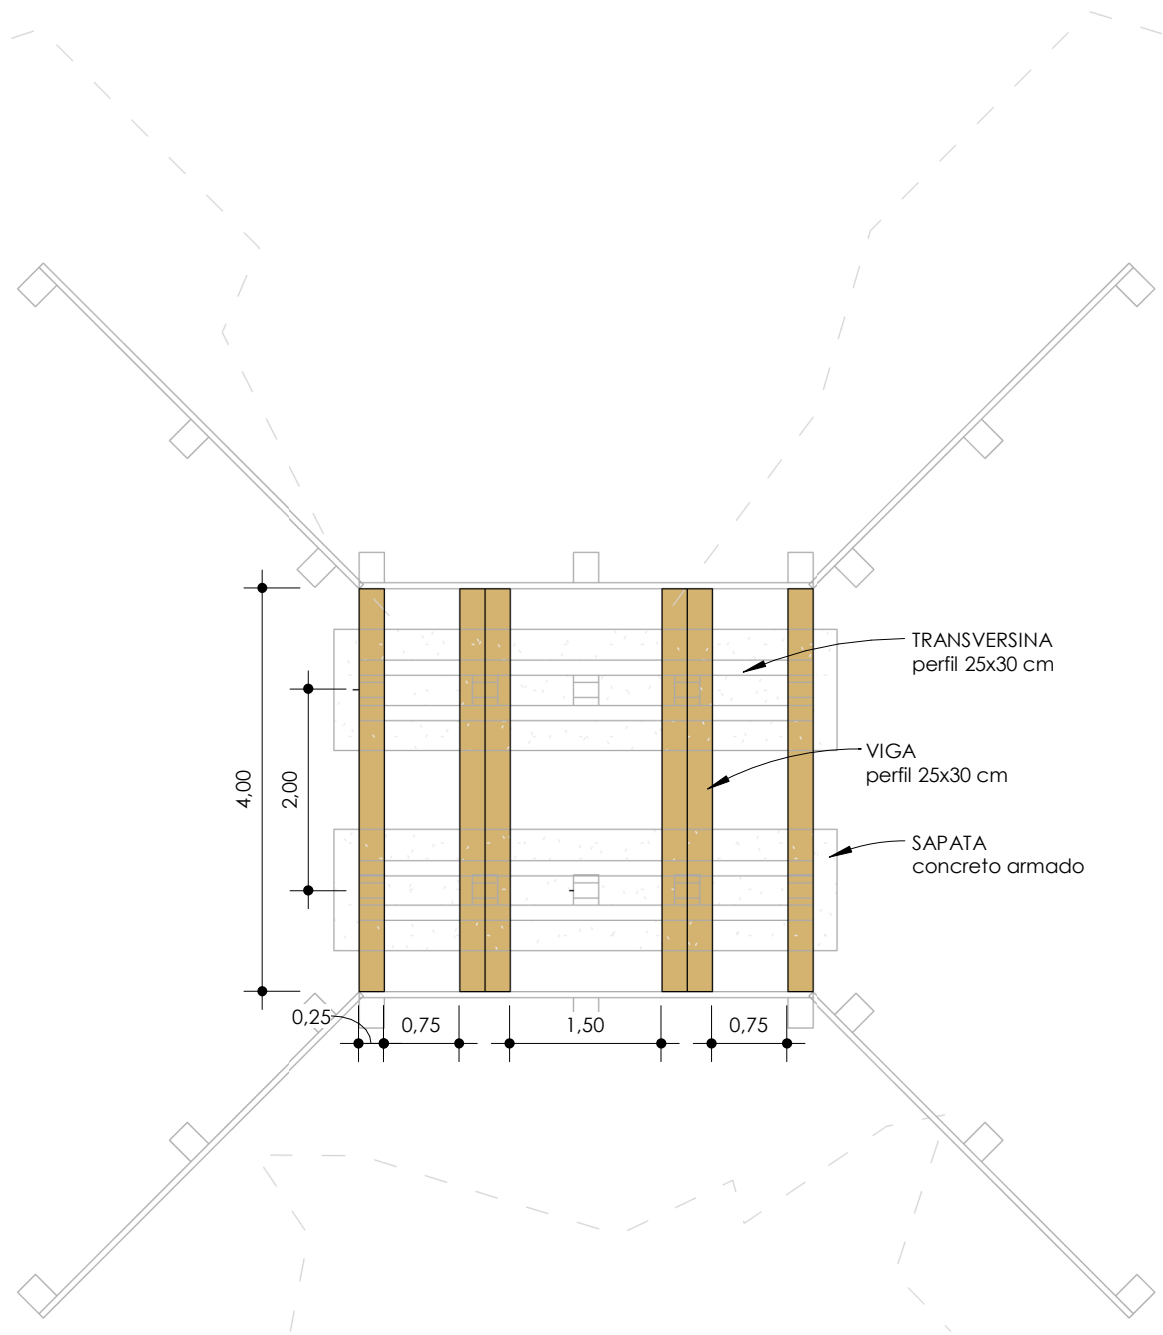 TRANSVERSINA
perfil 25x30 cm
VIGA
perfil 25x30 cm
4,00
2,00
SAPATA
concreto armado
0,25
0,75
1,50
0,75